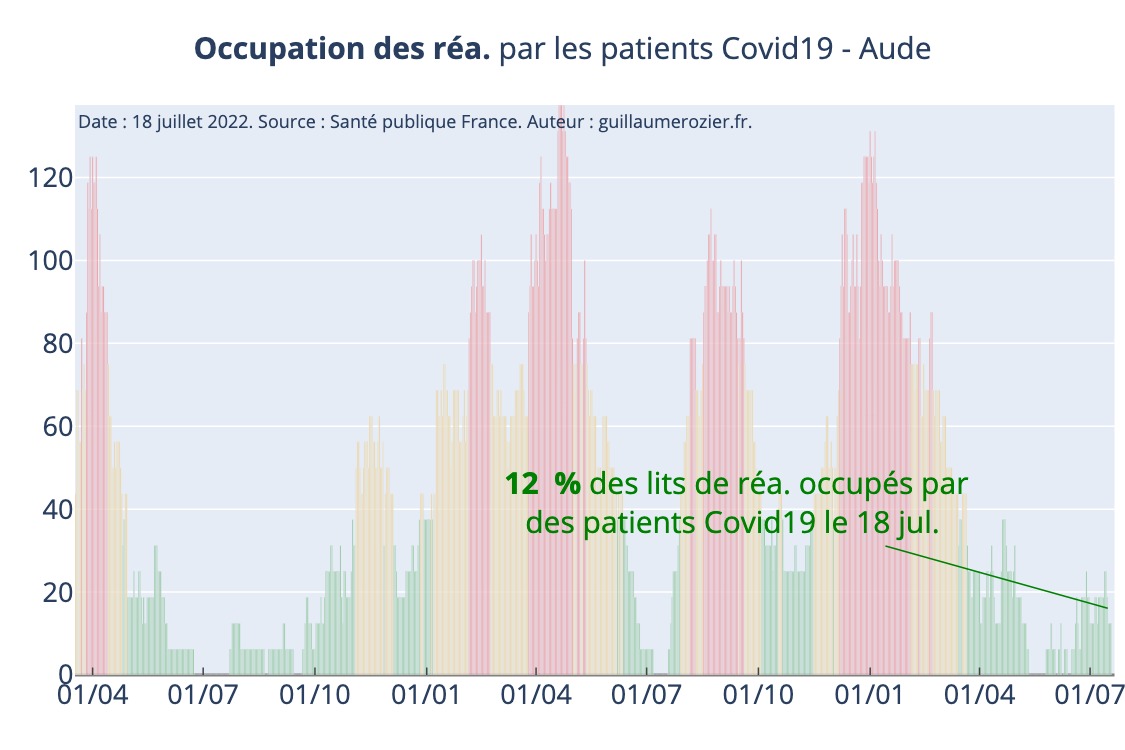 Occupation des réa. par les patients Covid19 - Aude
Date : 18 juillet 2022. Source : Santé publique France. Auteur : guillaumerozier.fr.
120
100
80
60
12 % des lits de réa. occupés par
40
des patients Covid19 le 18 jul.
20
0
01/04 01/07 01/10 01/01 01/04 01/07 01/10 01/01 01/04 01/07